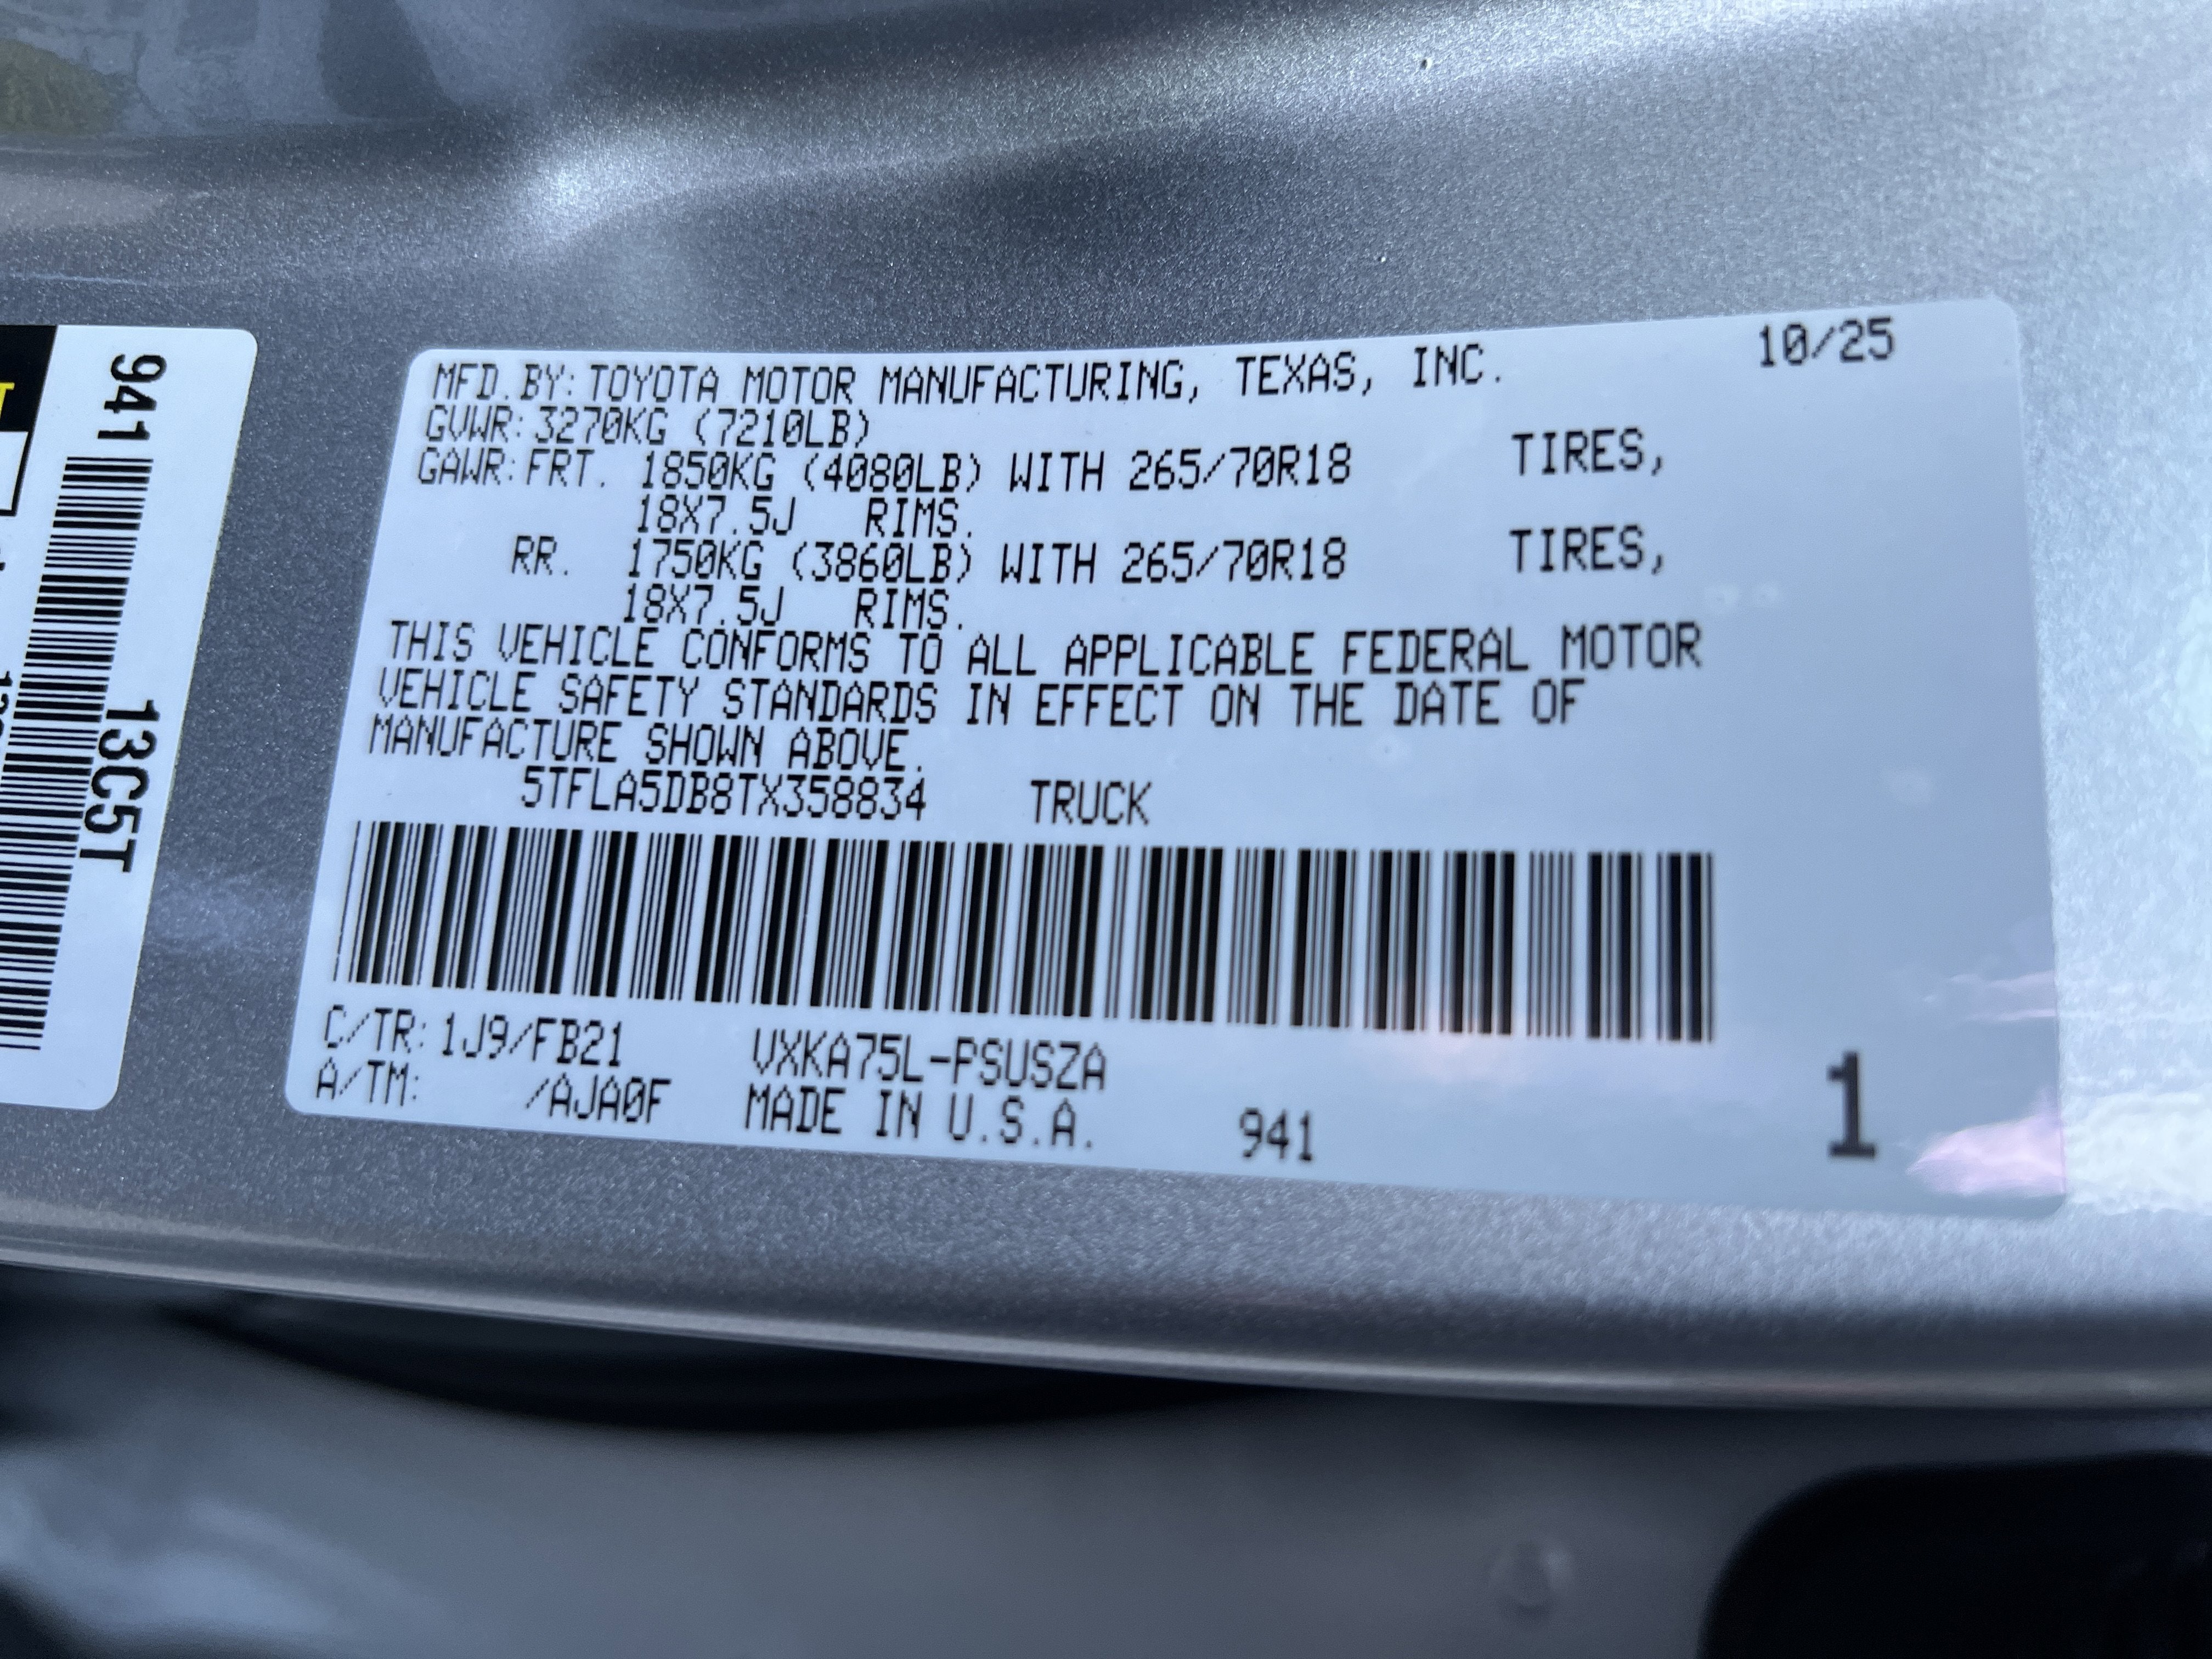 941
13C5T
MFD.BY:TOYOTA MOTOR MANUFACTURING, TEXAS, INC. 10/25
GVWR:3270KG (7210LB)
GAWR:FRT. 1850KG (4080LB) WITH 265/70R18 TIRES,
18X7.5J RIMS.
RR. 1750KG (3860LB) WITH 265/70R18 TIRES,
18X7.5J RIMS.
THIS VEHICLE CONFORMS TO ALL APPLICABLE FEDERAL MOTOR
VEHICLE SAFETY STANDARDS IN EFFECT ON THE DATE OF
MANUFACTURE SHOWN ABOVE.
5TFLA5DB8TX358834 TRUCK
C/TR:1J9/FB21 VXKA75L-PSUSZA
A/TM: /AJA0F MADE IN U.S.A. 941 1